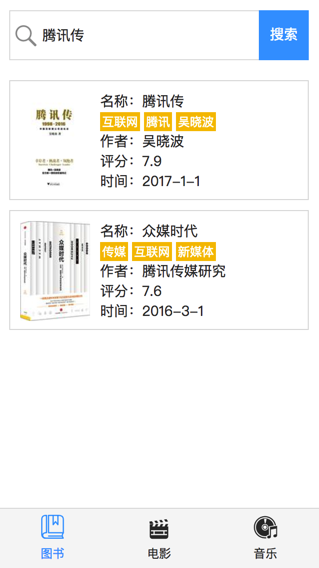 腾讯传
搜索
腾讯传
1998-2016
吴晓波 著
名称：腾讯传
互联网 腾讯 吴晓波
作者：吴晓波
评分：7.9
时间：2017-1-1
众媒时代
名称：众媒时代
传媒 互联网 新媒体
作者：腾讯传媒研究
评分：7.6
时间：2016-3-1
图书
电影
音乐